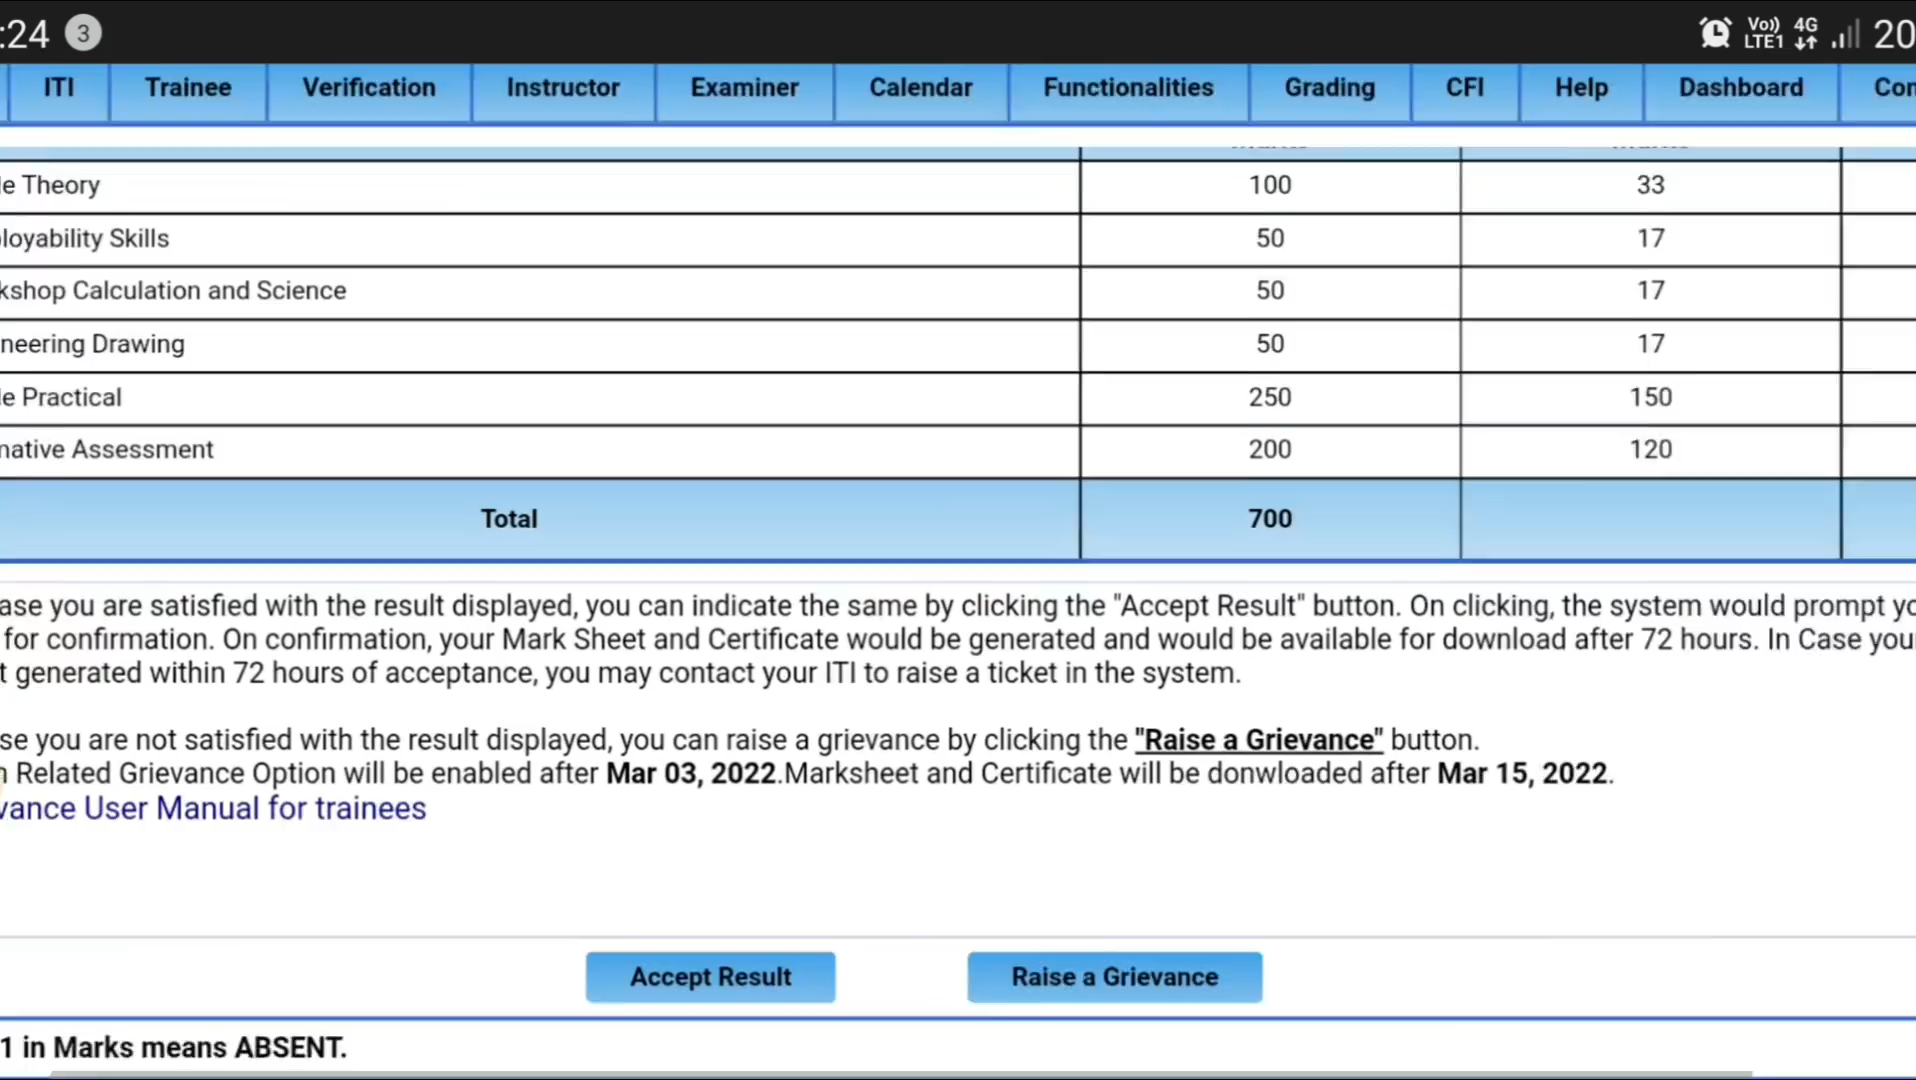 :24 3 Vo)) LTE1 4G 20
ITI Trainee Verification Instructor Examiner Calendar Functionalities Grading CFI Help Dashboard
le Theory 100 33
loyability Skills 50 17
kshop Calculation and Science 50 17
neering Drawing 50 17
le Practical 250 150
native Assessment 200 120
Total 700
ase you are satisfied with the result displayed, you can indicate the same by clicking the "Accept Result" button. On clicking, the system would prompt yo
for confirmation. On confirmation, your Mark Sheet and Certificate would be generated and would be available for download after 72 hours. In Case you
t generated within 72 hours of acceptance, you may contact your ITI to raise a ticket in the system.
se you are not satisfied with the result displayed, you can raise a grievance by clicking the "Raise a Grievance" button.
Related Grievance Option will be enabled after Mar 03, 2022.Marksheet and Certificate will be donwloaded after Mar 15, 2022.
vance User Manual for trainees
Accept Result Raise a Grievance
1 in Marks means ABSENT.